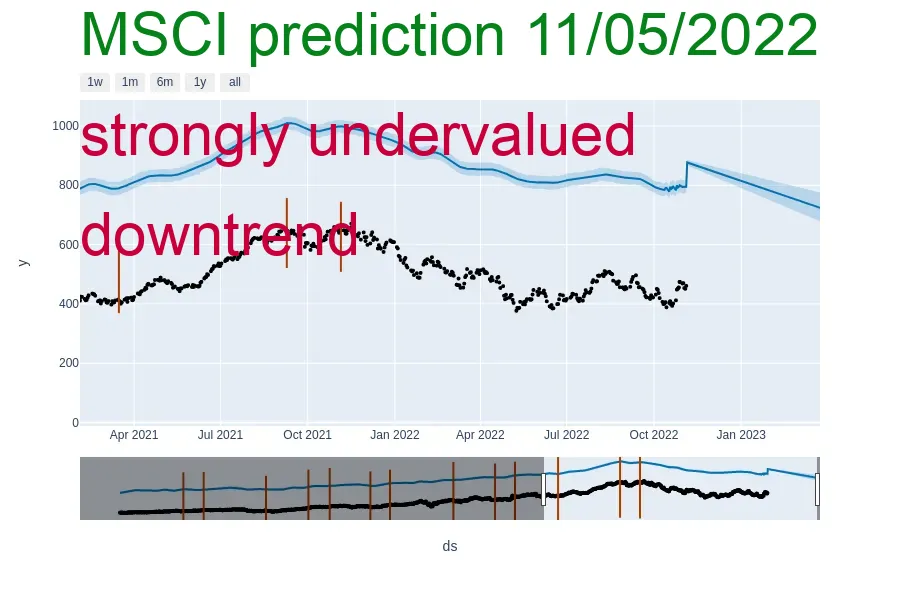 MSCI prediction 11/05/2022
1w 1m 6m 1y all
strongly undervalued
downtrend
1000
800
600
400
200
0
y
Apr 2021 Jul 2021 Oct 2021 Jan 2022 Apr 2022 Jul 2022 Oct 2022 Jan 2023
ds